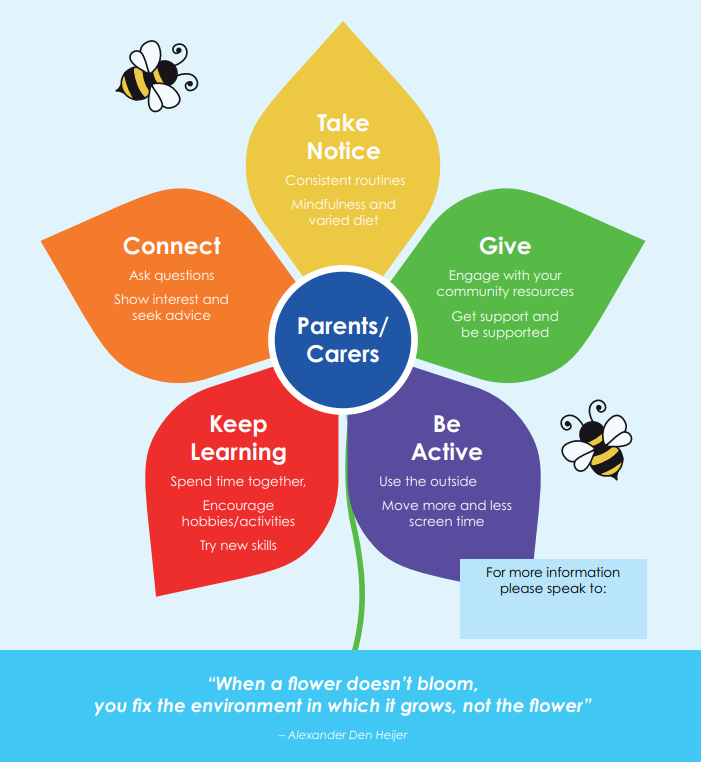 Take
Notice
Consistent routines
Mindfulness and
varied diet
Connect
Ask questions
Show interest and
seek advice
Give
Engage with your
community resources
Get support and
be supported
Parents/
Carers
Keep
Learning
Spend time together,
Encourage
hobbies/activities
Try new skills
Be
Active
Use the outside
Move more and less
screen time
For more information
please speak to:
“When a flower doesn’t bloom,
you fix the environment in which it grows, not the flower”
– Alexander Den Heijer